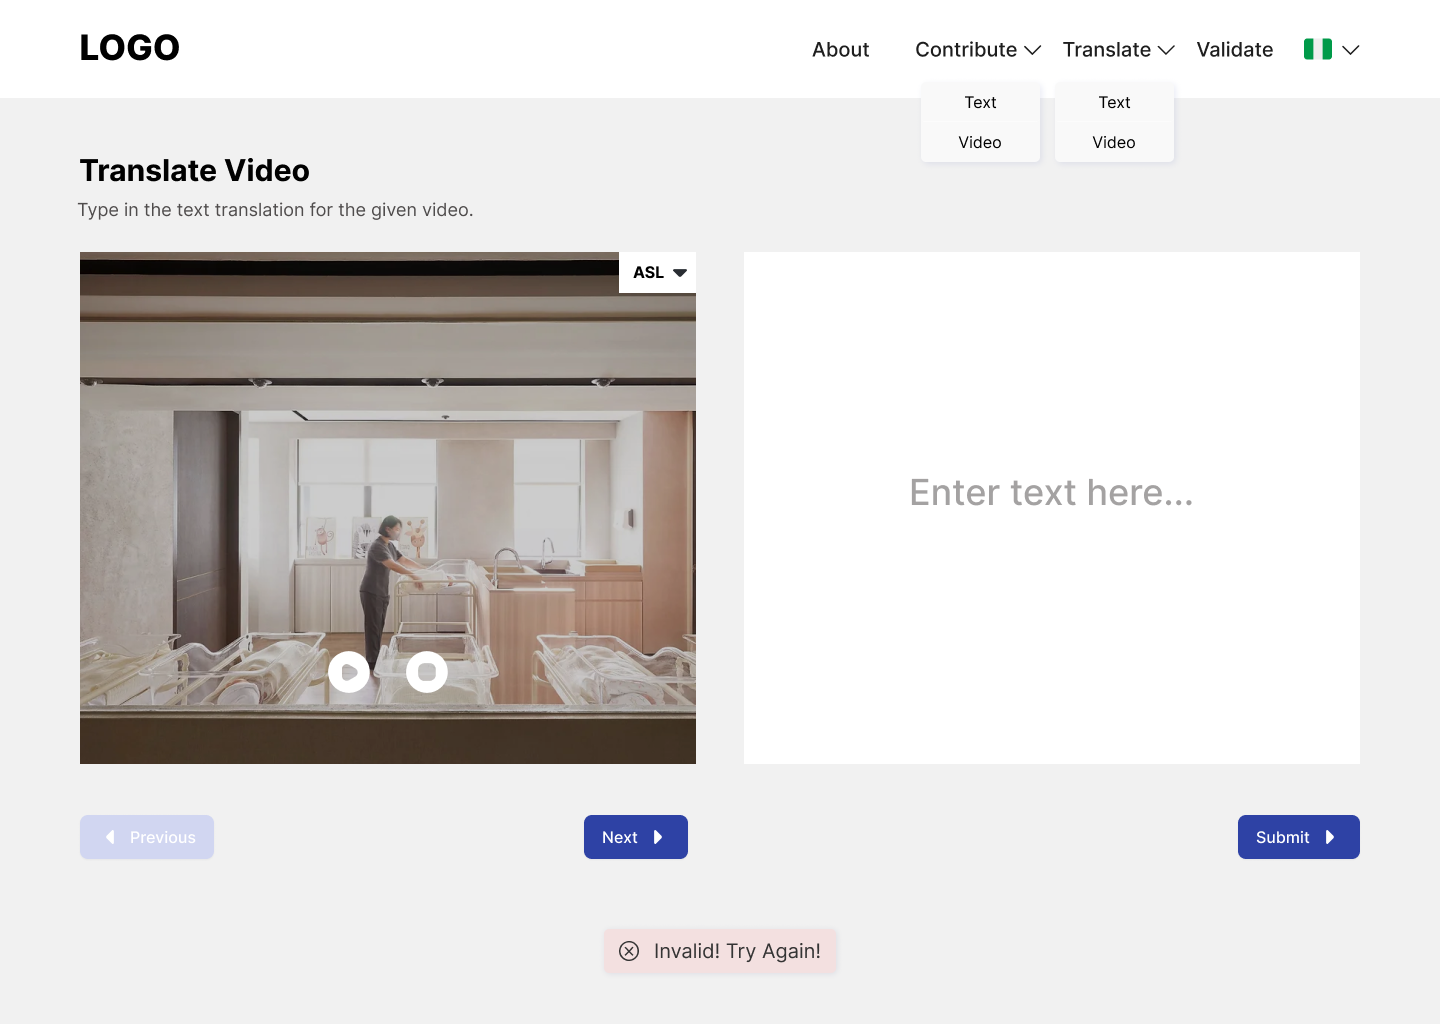 LOGO
About
Contribute
Translate
Validate
Text
Video
Text
Video
Translate Video
Type in the text translation for the given video.
ASL
Enter text here...
Previous
Next
Submit
Invalid! Try Again!